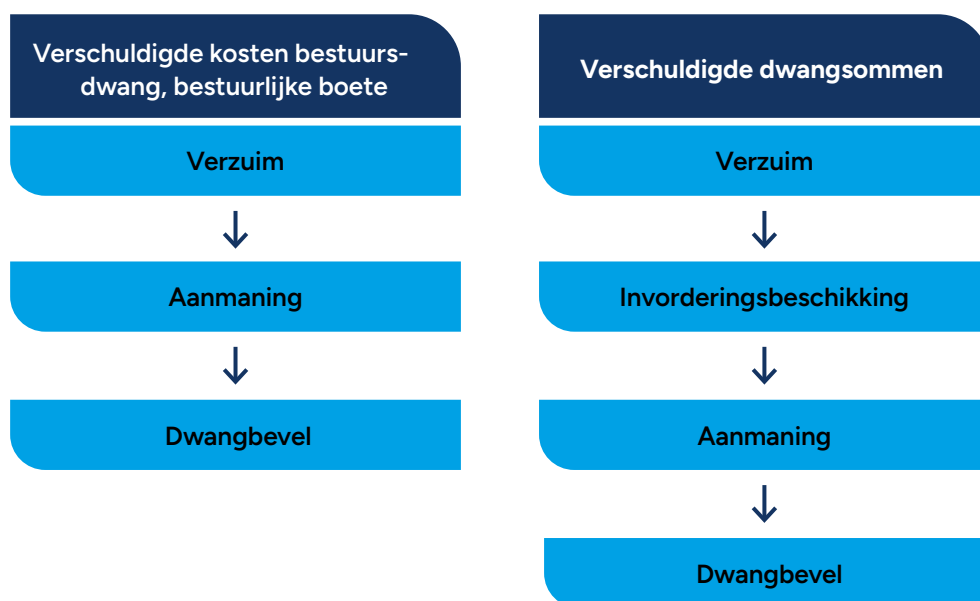 Verschuldigde kosten bestuurs-
dwang, bestuurlijke boete
Verzuim
Aanmaning
Dwangbevel
Verschuldigde dwangsommen
Verzuim
Invorderingsbeschikking
Aanmaning
Dwangbevel